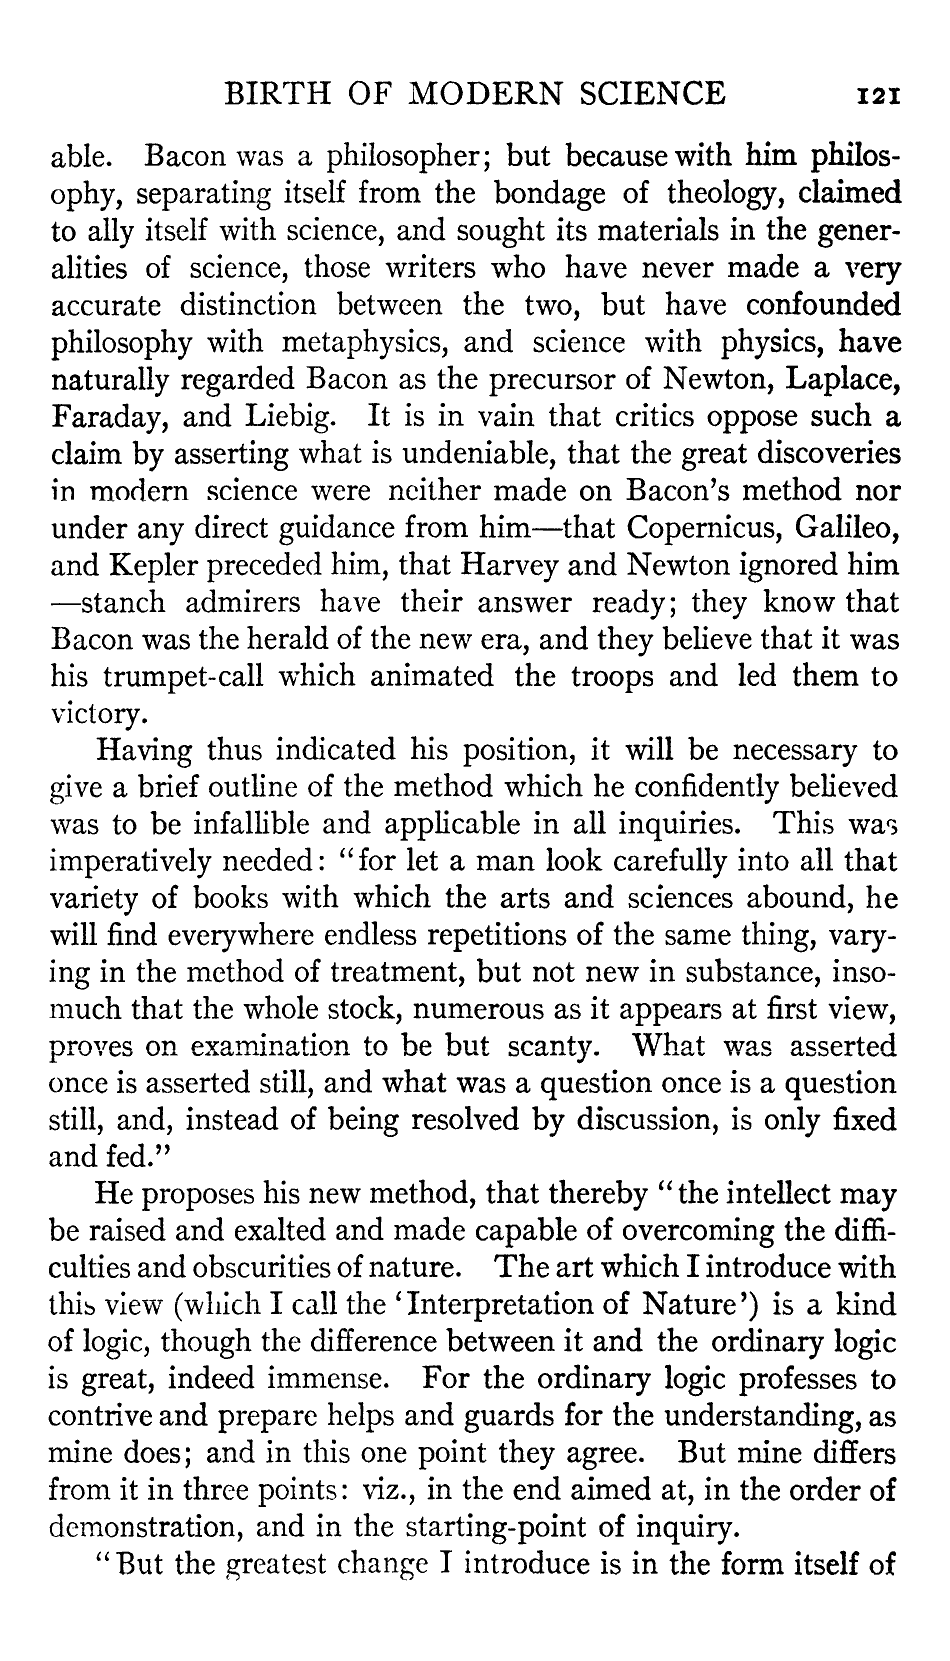 BIRTH OF MODERN SCIENCE 121
able. Bacon was a philosopher; but because with him philos-
ophy, separating itself from the bondage of theology, claimed
to ally itself with science, and sought its materials in the gener-
alities of science, those writers who have never made a very
accurate distinction between the two, but have confounded
philosophy with metaphysics, and science with physics, have
naturally regarded Bacon as the precursor of Newton, Laplace,
Faraday, and Liebig. It is in vain that critics oppose such a
claim by asserting what is undeniable, that the great discoveries
in modern science were neither made on Bacon's method nor
under any direct guidance from him—that Copernicus, Galileo,
and Kepler preceded him, that Harvey and Newton ignored him
—stanch admirers have their answer ready; they know that
Bacon was the herald of the new era, and they believe that it was
his trumpet-call which animated the troops and led them to
victory.
Having thus indicated his position, it will be necessary to
give a brief outline of the method which he confidently believed
was to be infallible and applicable in all inquiries. This was
imperatively needed: "for let a man look carefully into all that
variety of books with which the arts and sciences abound, he
will find everywhere endless repetitions of the same thing, vary-
ing in the method of treatment, but not new in substance, inso-
much that the whole stock, numerous as it appears at first view,
proves on examination to be but scanty. What was asserted
once is asserted still, and what was a question once is a question
still, and, instead of being resolved by discussion, is only fixed
and fed."
He proposes his new method, that thereby "the intellect may
be raised and exalted and made capable of overcoming the diffi-
culties and obscurities of nature. The art which I introduce with
this view (which I call the 'Interpretation of Nature') is a kind
of logic, though the difference between it and the ordinary logic
is great, indeed immense. For the ordinary logic professes to
contrive and prepare helps and guards for the understanding, as
mine does; and in this one point they agree. But mine differs
from it in three points: viz., in the end aimed at, in the order of
demonstration, and in the starting-point of inquiry.
"But the greatest change I introduce is in the form itself of